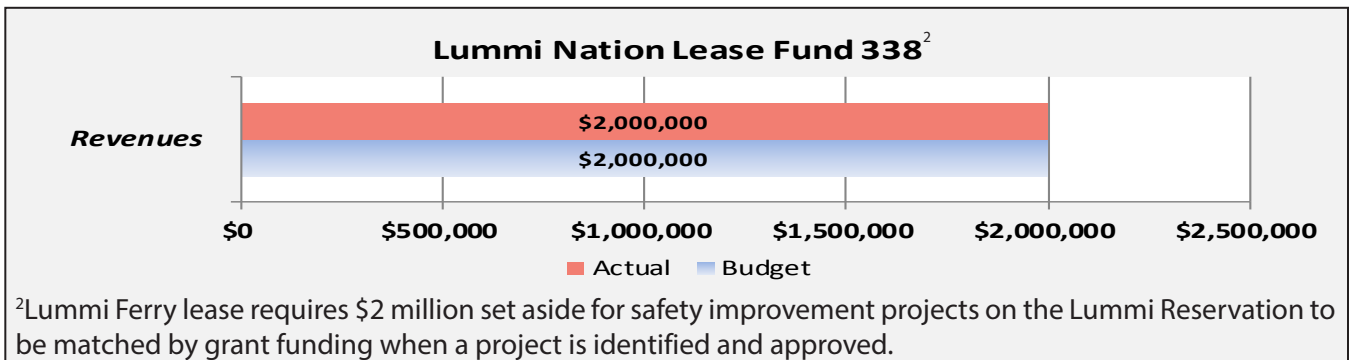 Lummi Nation Lease Fund 338²
Revenues
$2,000,000
$2,000,000
$0 $500,000 $1,000,000 $1,500,000 $2,000,000 $2,500,000
Actual Budget
²Lummi Ferry lease requires $2 million set aside for safety improvement projects on the Lummi Reservation to
be matched by grant funding when a project is identified and approved.